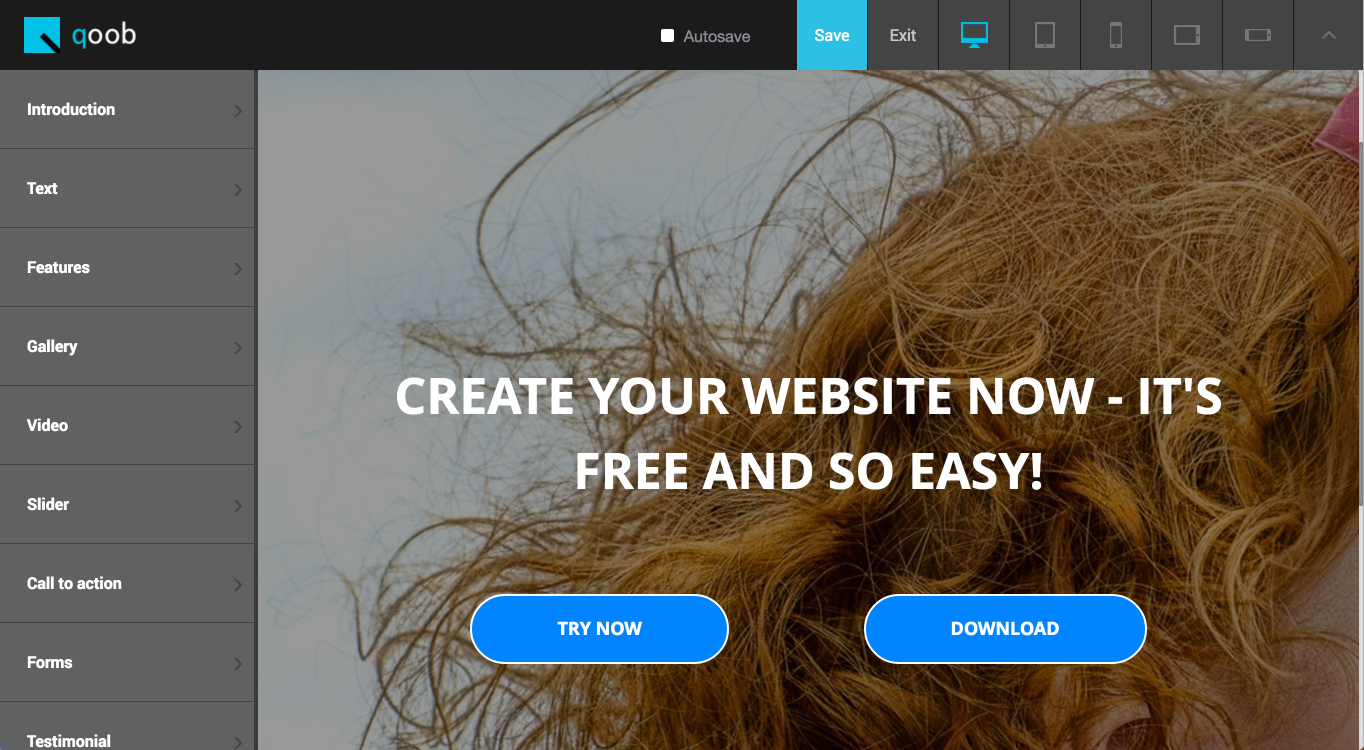 qoob
Autosave
Save
Exit
Introduction
Text
Features
Gallery
Video
Slider
Call to action
Forms
Testimonial
CREATE YOUR WEBSITE NOW - IT'S
FREE AND SO EASY!
TRY NOW
DOWNLOAD